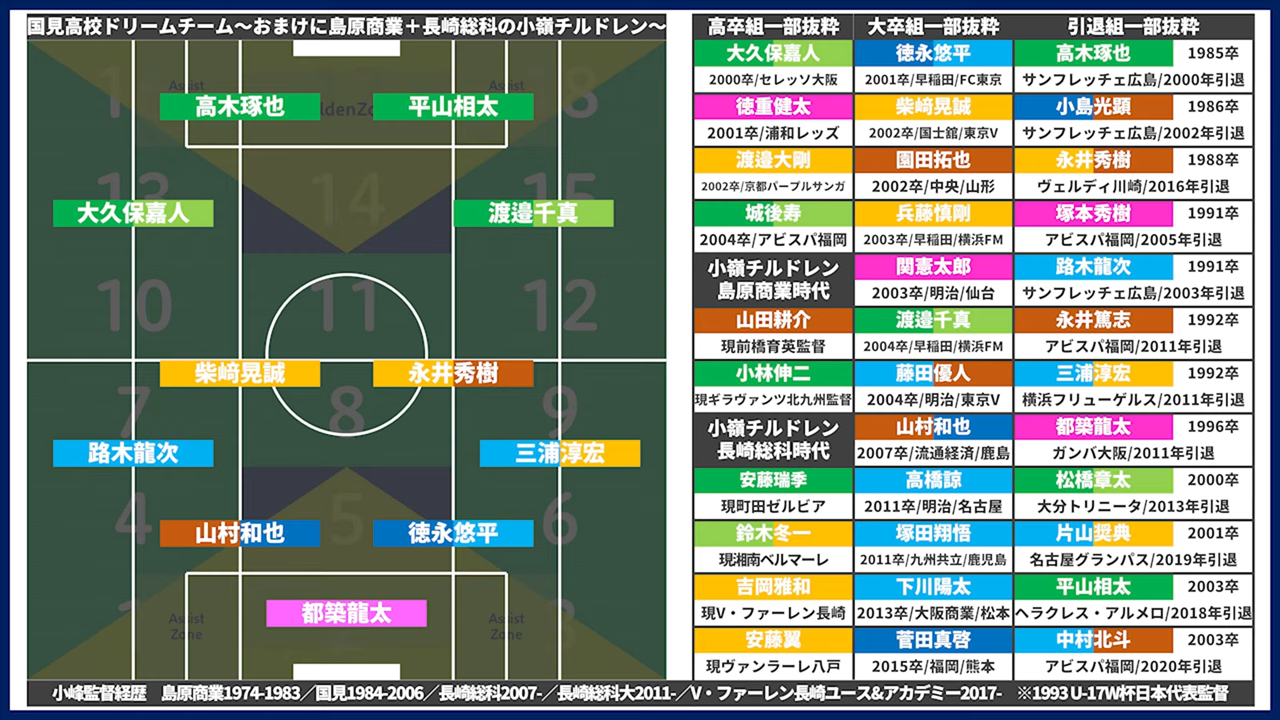 国見高校ドリームチーム～おまけに島原商業＋長崎総科の小嶺チルドレン～
13
14
15
10
11
12
7
8
9
4
5
6
Assist
Zone
Assist
Zone
高木琢也
平山相太
大久保嘉人
渡邉千真
柴﨑晃誠
永井秀樹
路木龍次
三浦淳宏
山村和也
徳永悠平
都築龍太
高卒組一部抜粋
大久保嘉人
2000卒/セレッソ大阪
徳重健太
2001卒/浦和レッズ
渡邉大剛
2002卒/京都パープルサンガ
城後寿
2004卒/アビスパ福岡
小嶺チルドレン
島原商業時代
山田耕介
現前橋育英監督
小林伸二
現ギラヴァンツ北九州監督
小嶺チルドレン
長崎総科時代
安藤瑞季
現町田ゼルビア
鈴木冬一
現湘南ベルマーレ
吉岡雅和
現V・ファーレン長崎
安藤翼
現ヴァンラーレ八戸
大卒組一部抜粋
徳永悠平
2001卒/早稲田/FC東京
柴﨑晃誠
2002卒/国士舘/東京V
園田拓也
2002卒/中央/山形
兵藤慎剛
2003卒/早稲田/横浜FM
関憲太郎
2003卒/明治/仙台
渡邉千真
2004卒/早稲田/横浜FM
藤田優人
2004卒/明治/東京V
山村和也
2007卒/流通経済/鹿島
高橋諒
2011卒/明治/名古屋
塚田翔悟
2011卒/九州共立/鹿児島
下川陽太
2013卒/大阪商業/松本
菅田真啓
2015卒/福岡/熊本
引退組一部抜粋
高木琢也 1985卒
サンフレッチェ広島/2000年引退
小島光顕 1986卒
サンフレッチェ広島/2002年引退
永井秀樹 1988卒
ヴェルディ川崎/2016年引退
塚本秀樹 1991卒
アビスパ福岡/2005年引退
路木龍次 1991卒
サンフレッチェ広島/2003年引退
永井篤志 1992卒
アビスパ福岡/2011年引退
三浦淳宏 1992卒
横浜フリューゲルス/2011年引退
都築龍太 1996卒
ガンバ大阪/2011年引退
松橋章太 2000卒
大分トリニータ/2013年引退
片山奨典 2001卒
名古屋グランパス/2019年引退
平山相太 2003卒
ヘラクレス・アルメロ/2018年引退
中村北斗 2003卒
アビスパ福岡/2020年引退
小峰監督経歴　島原商業1974-1983／国見1984-2006／長崎総科2007-／長崎総科大2011-／V・ファーレン長崎ユース&アカデミー2017-　※1993 U-17W杯日本代表監督